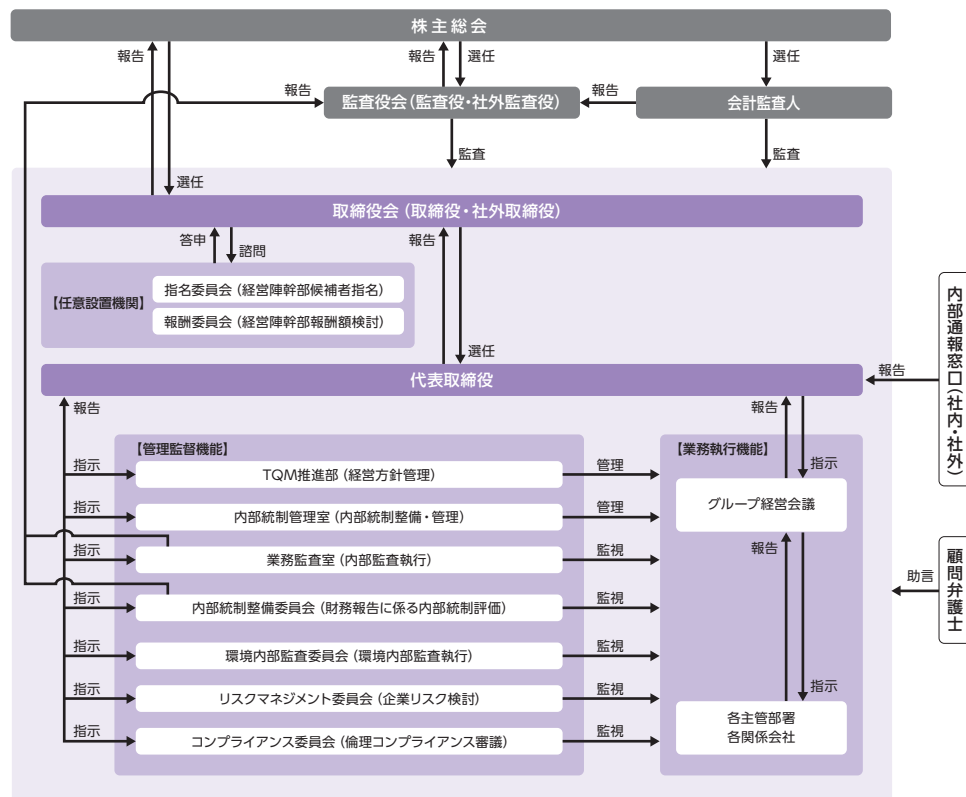 株主総会
報告
選任
報告
選任
選任
報告
監査役会（監査役・社外監査役）
報告
会計監査人
監査
監査
選任
取締役会（取締役・社外取締役）
答申
諮問
報告
【任意設置機関】
指名委員会（経営陣幹部候補者指名）
報酬委員会（経営陣幹部報酬額検討）
選任
代表取締役
報告
内部通報窓口（社内・社外）
報告
報告
【管理監督機能】
【業務執行機能】
指示
指示
TQM推進部（経営方針管理）
管理
グループ経営会議
指示
内部統制管理室（内部統制整備・管理）
管理
指示
業務監査室（内部監査執行）
監視
報告
指示
内部統制整備委員会（財務報告に係る内部統制評価）
監視
助言
顧問弁護士
指示
環境内部監査委員会（環境内部監査執行）
監視
指示
指示
リスクマネジメント委員会（企業リスク検討）
監視
各主管部署
各関係会社
指示
コンプライアンス委員会（倫理コンプライアンス審議）
監視